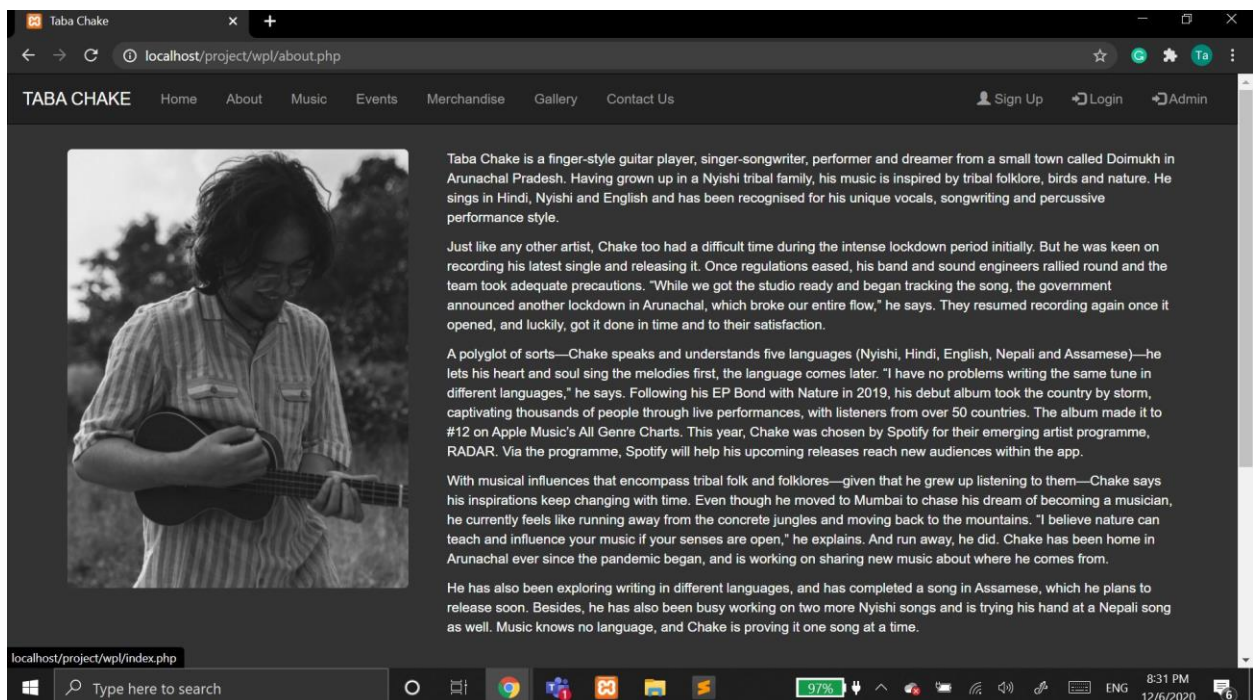 Taba Chake
localhost/project/wpl/about.php
Ta
TABA CHAKE Home About Music Events Merchandise Gallery Contact Us Sign Up Login Admin
Taba Chake is a finger-style guitar player, singer-songwriter, performer and dreamer from a small town called Doimukh in
Arunachal Pradesh. Having grown up in a Nyishi tribal family, his music is inspired by tribal folklore, birds and nature. He
sings in Hindi, Nyishi and English and has been recognised for his unique vocals, songwriting and percussive
performance style.
Just like any other artist, Chake too had a difficult time during the intense lockdown period initially. But he was keen on
recording his latest single and releasing it. Once regulations eased, his band and sound engineers rallied round and the
team took adequate precautions. “While we got the studio ready and began tracking the song, the government
announced another lockdown in Arunachal, which broke our entire flow,” he says. They resumed recording again once it
opened, and luckily, got it done in time and to their satisfaction.
A polyglot of sorts—Chake speaks and understands five languages (Nyishi, Hindi, English, Nepali and Assamese)—he
lets his heart and soul sing the melodies first, the language comes later. “I have no problems writing the same tune in
different languages,” he says. Following his EP Bond with Nature in 2019, his debut album took the country by storm,
captivating thousands of people through live performances, with listeners from over 50 countries. The album made it to
#12 on Apple Music's All Genre Charts. This year, Chake was chosen by Spotify for their emerging artist programme,
RADAR. Via the programme, Spotify will help his upcoming releases reach new audiences within the app.
With musical influences that encompass tribal folk and folklores—given that he grew up listening to them—Chake says
his inspirations keep changing with time. Even though he moved to Mumbai to chase his dream of becoming a musician,
he currently feels like running away from the concrete jungles and moving back to the mountains. “I believe nature can
teach and influence your music if your senses are open,” he explains. And run away, he did. Chake has been home in
Arunachal ever since the pandemic began, and is working on sharing new music about where he comes from.
He has also been exploring writing in different languages, and has completed a song in Assamese, which he plans to
release soon. Besides, he has also been busy working on two more Nyishi songs and is trying his hand at a Nepali song
as well. Music knows no language, and Chake is proving it one song at a time.
localhost/project/wpl/index.php
Type here to search 97% ENG 8:31 PM
12/6/2020 6